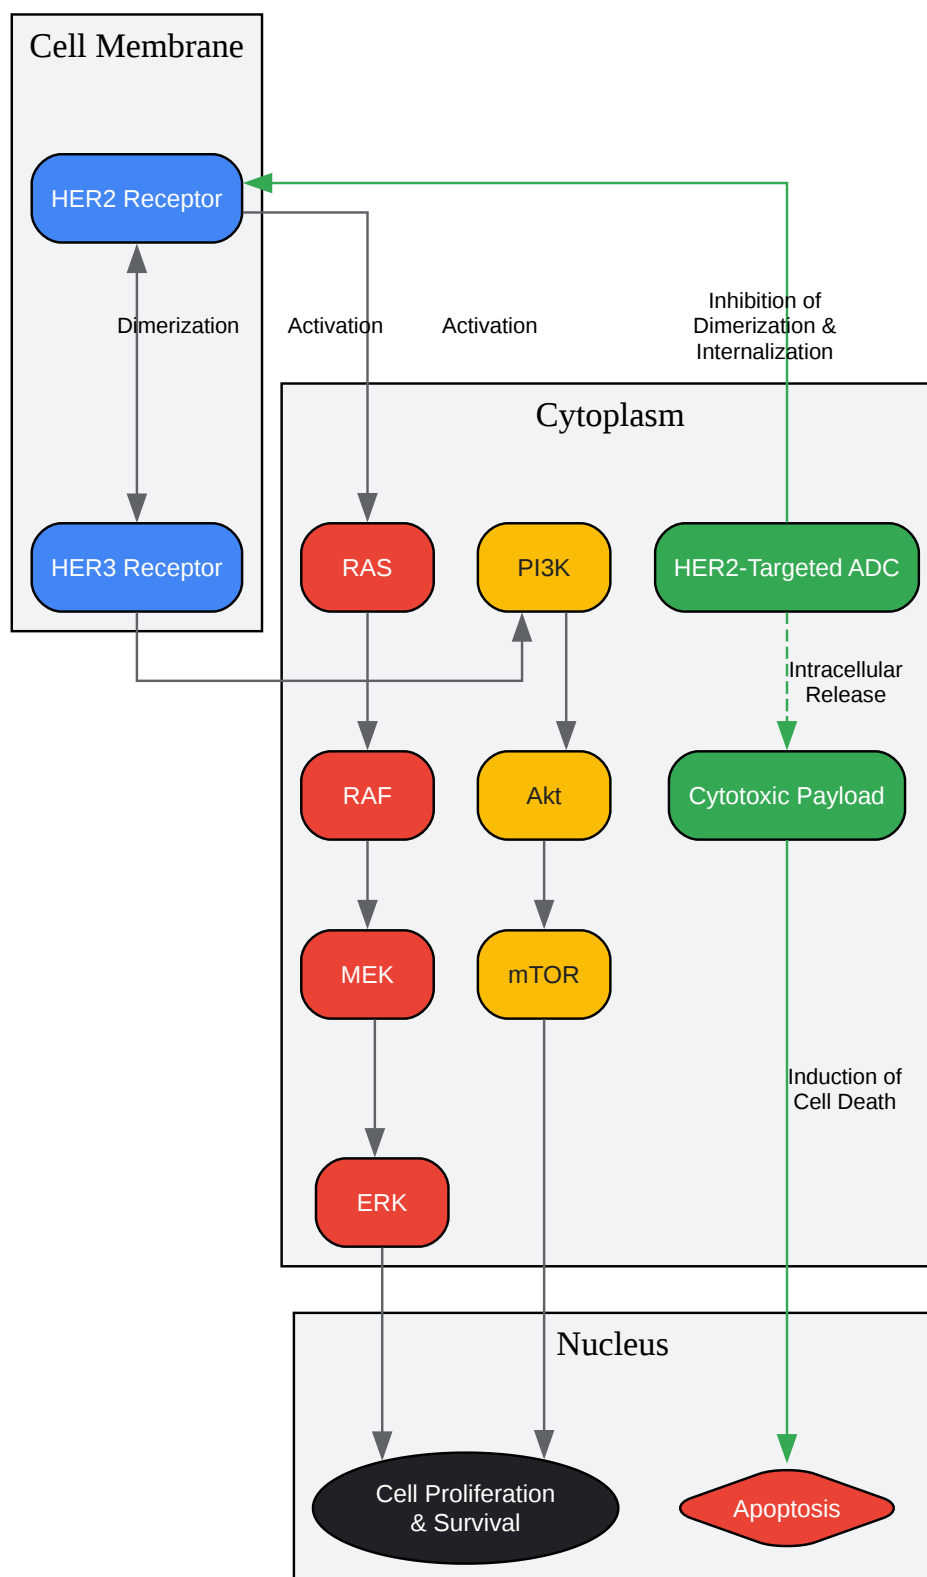 Cell Membrane
HER2 Receptor
Dimerization
Activation
Activation
Inhibition of
Dimerization &
Internalization
Cytoplasm
HER3 Receptor
RAS
PI3K
HER2-Targeted ADC
Intracellular
Release
RAF
Akt
Cytotoxic Payload
MEK
mTOR
Induction of
Cell Death
ERK
Nucleus
Cell Proliferation
& Survival
Apoptosis